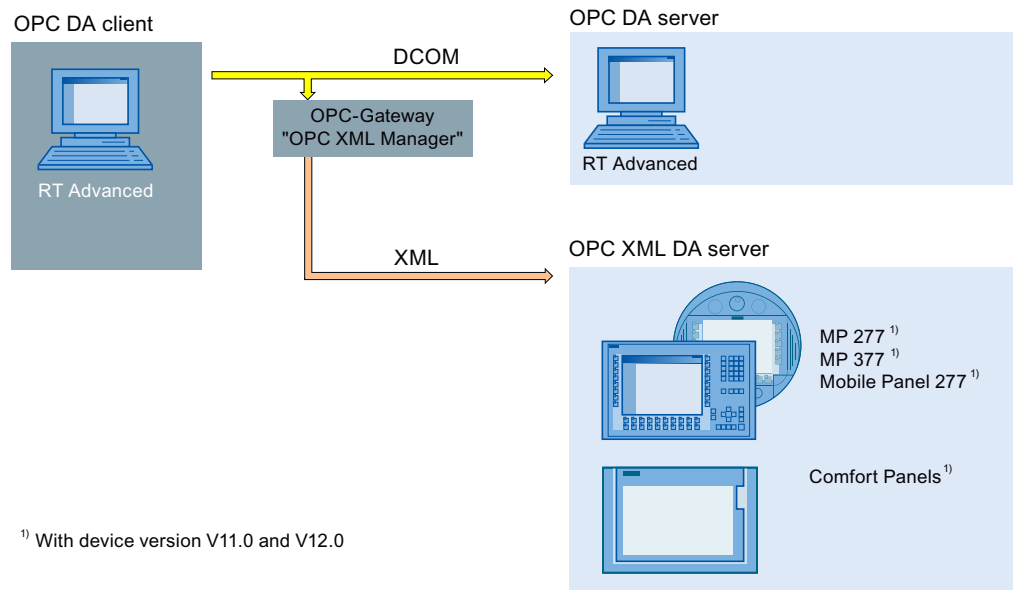 OPC DA client
RT Advanced
DCOM
OPC-Gateway
"OPC XML Manager"
XML
OPC DA server
RT Advanced
OPC XML DA server
MP 277 1)
MP 377 1)
Mobile Panel 277 1)
Comfort Panels 1)
1) With device version V11.0 and V12.0